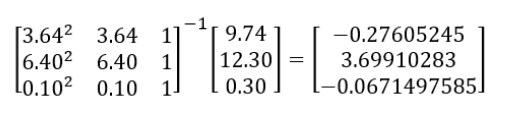 [3.64² 3.64 1]⁻¹ [9.74] = [−0.27605245]
[6.40² 6.40 1] [12.30] [3.69910283]
[0.10² 0.10 1] [0.30] [−0.0671497585]